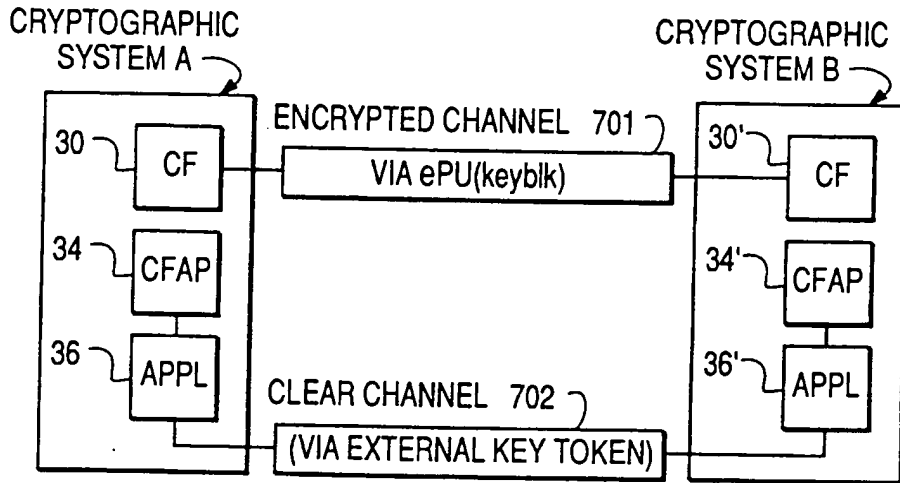 CRYPTOGRAPHIC
SYSTEM A
CRYPTOGRAPHIC
SYSTEM B
ENCRYPTED CHANNEL 701
30
CF
VIA ePU(keyblk)
30'
CF
34
CFAP
34'
CFAP
36
APPL
36'
APPL
CLEAR CHANNEL 702
(VIA EXTERNAL KEY TOKEN)